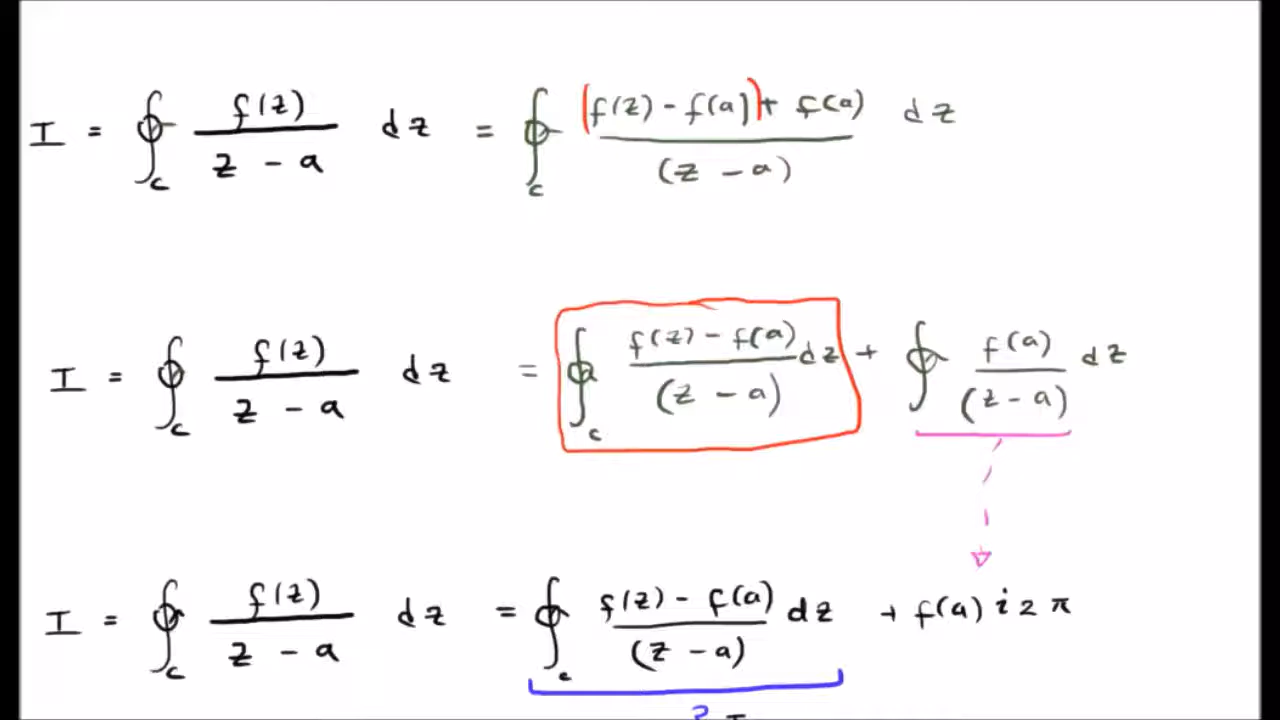 I = ∮_c f(z)/(z - a) dz = ∮_c ((f(z) - f(a)) + f(a))/(z - a) dz
I = ∮_c f(z)/(z - a) dz = ∮_c (f(z) - f(a))/(z - a) dz + ∮ f(a)/(z - a) dz
I = ∮_c f(z)/(z - a) dz = ∮_c (f(z) - f(a))/(z - a) dz + f(a) i 2 π